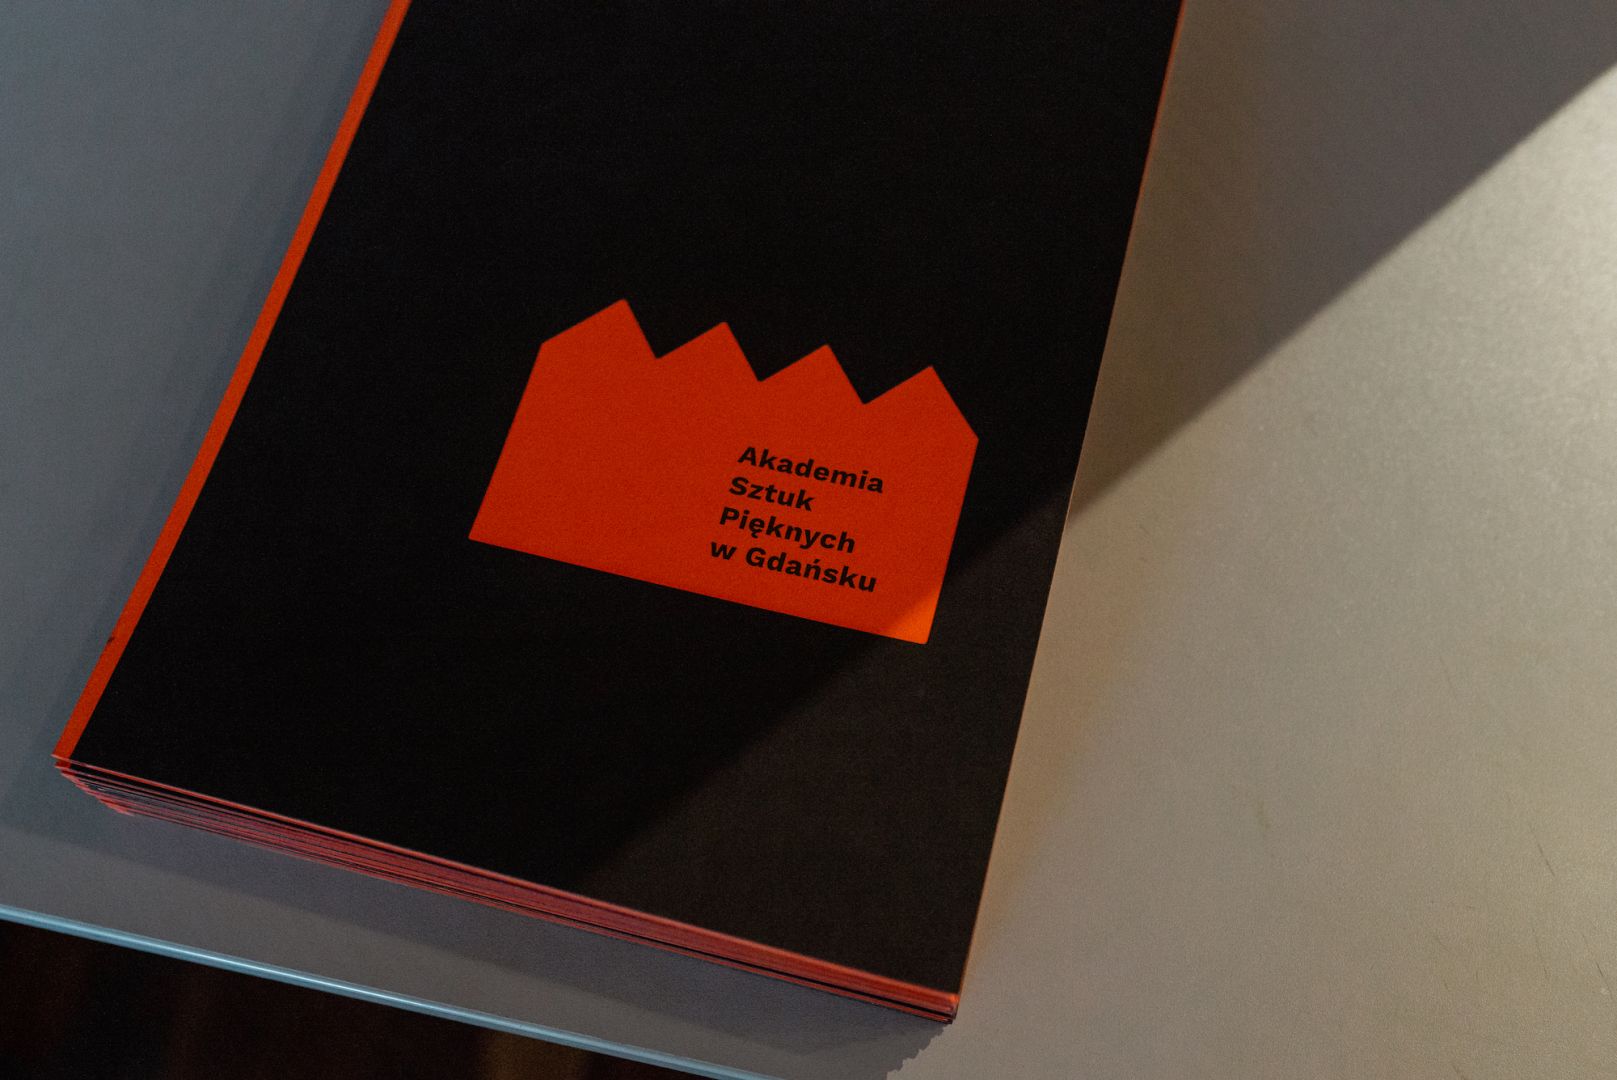 Akademia
Sztuk
Pięknych
w Gdańsku